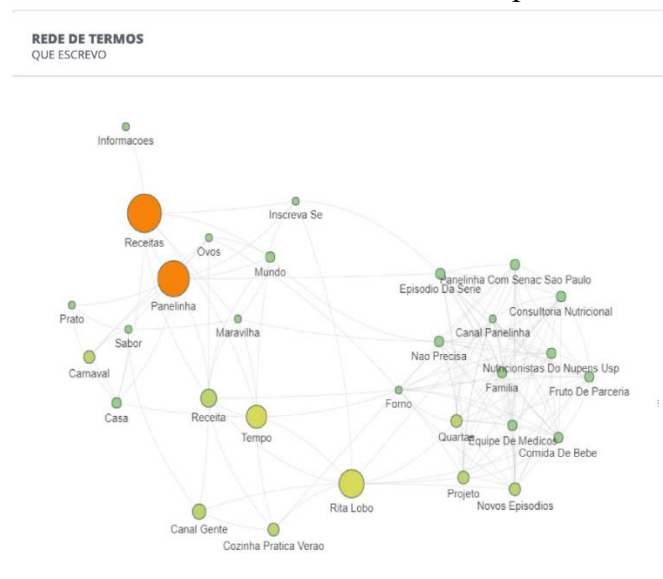 REDE DE TERMOS
QUE ESCREVO
Informacoes
Inscreva Se
Receitas
Ovos
Mundo
Panelinha Com Senac Sao Paulo
Episodio Da Serie
Panelinha
Consultoria Nutricional
Prato
Maravilha
Canal Panelinha
Sabor
Nao Precisa
Nutricionistas Do Nupens Usp
Carnaval
Familia
Fruto De Parceria
Casa
Receita
Forno
Tempo
Quartas
Equipe De Medicos
Comida De Bebe
Rita Lobo
Projeto
Novos Episodios
Canal Gente
Cozinha Pratica Verao